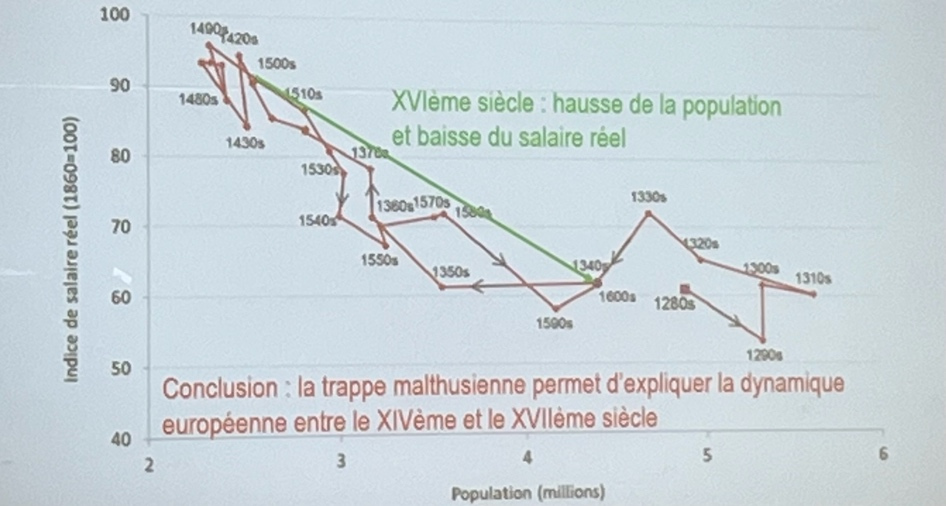 100
1490s
1420s
1500s
90
1510s
1480s
XVIème siècle : hausse de la population
et baisse du salaire réel
1430s
80
1370s
1530s
1330s
1360s
1570s
1580s
1540s
70
1320s
1550s
1350s
1340s
1300s
1310s
60
1600s
1280s
1590s
1290s
50
Conclusion : la trappe malthusienne permet d'expliquer la dynamique
européenne entre le XIVème et le XVIIème siècle
40
2
3
4
5
6
Indice de salaire réel (1860=100)
Population (millions)